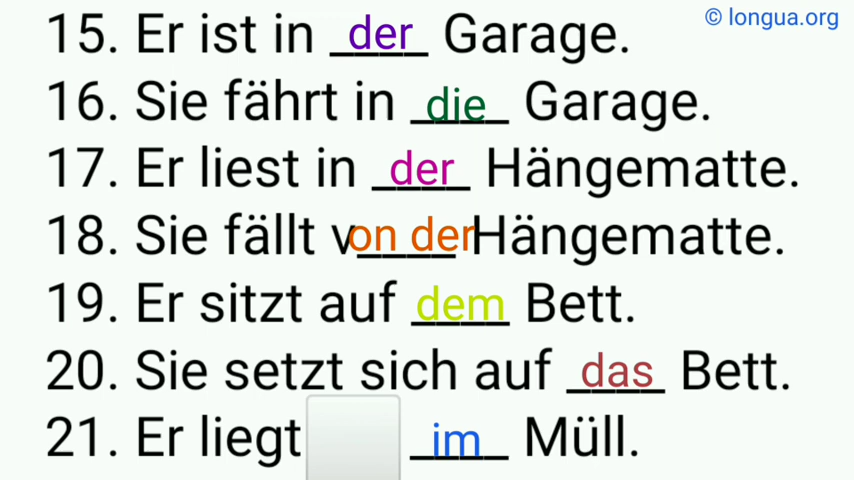 © longua.org
15. Er ist in der Garage.
16. Sie fährt in die Garage.
17. Er liest in der Hängematte.
18. Sie fällt von der Hängematte.
19. Er sitzt auf dem Bett.
20. Sie setzt sich auf das Bett.
21. Er liegt im Müll.